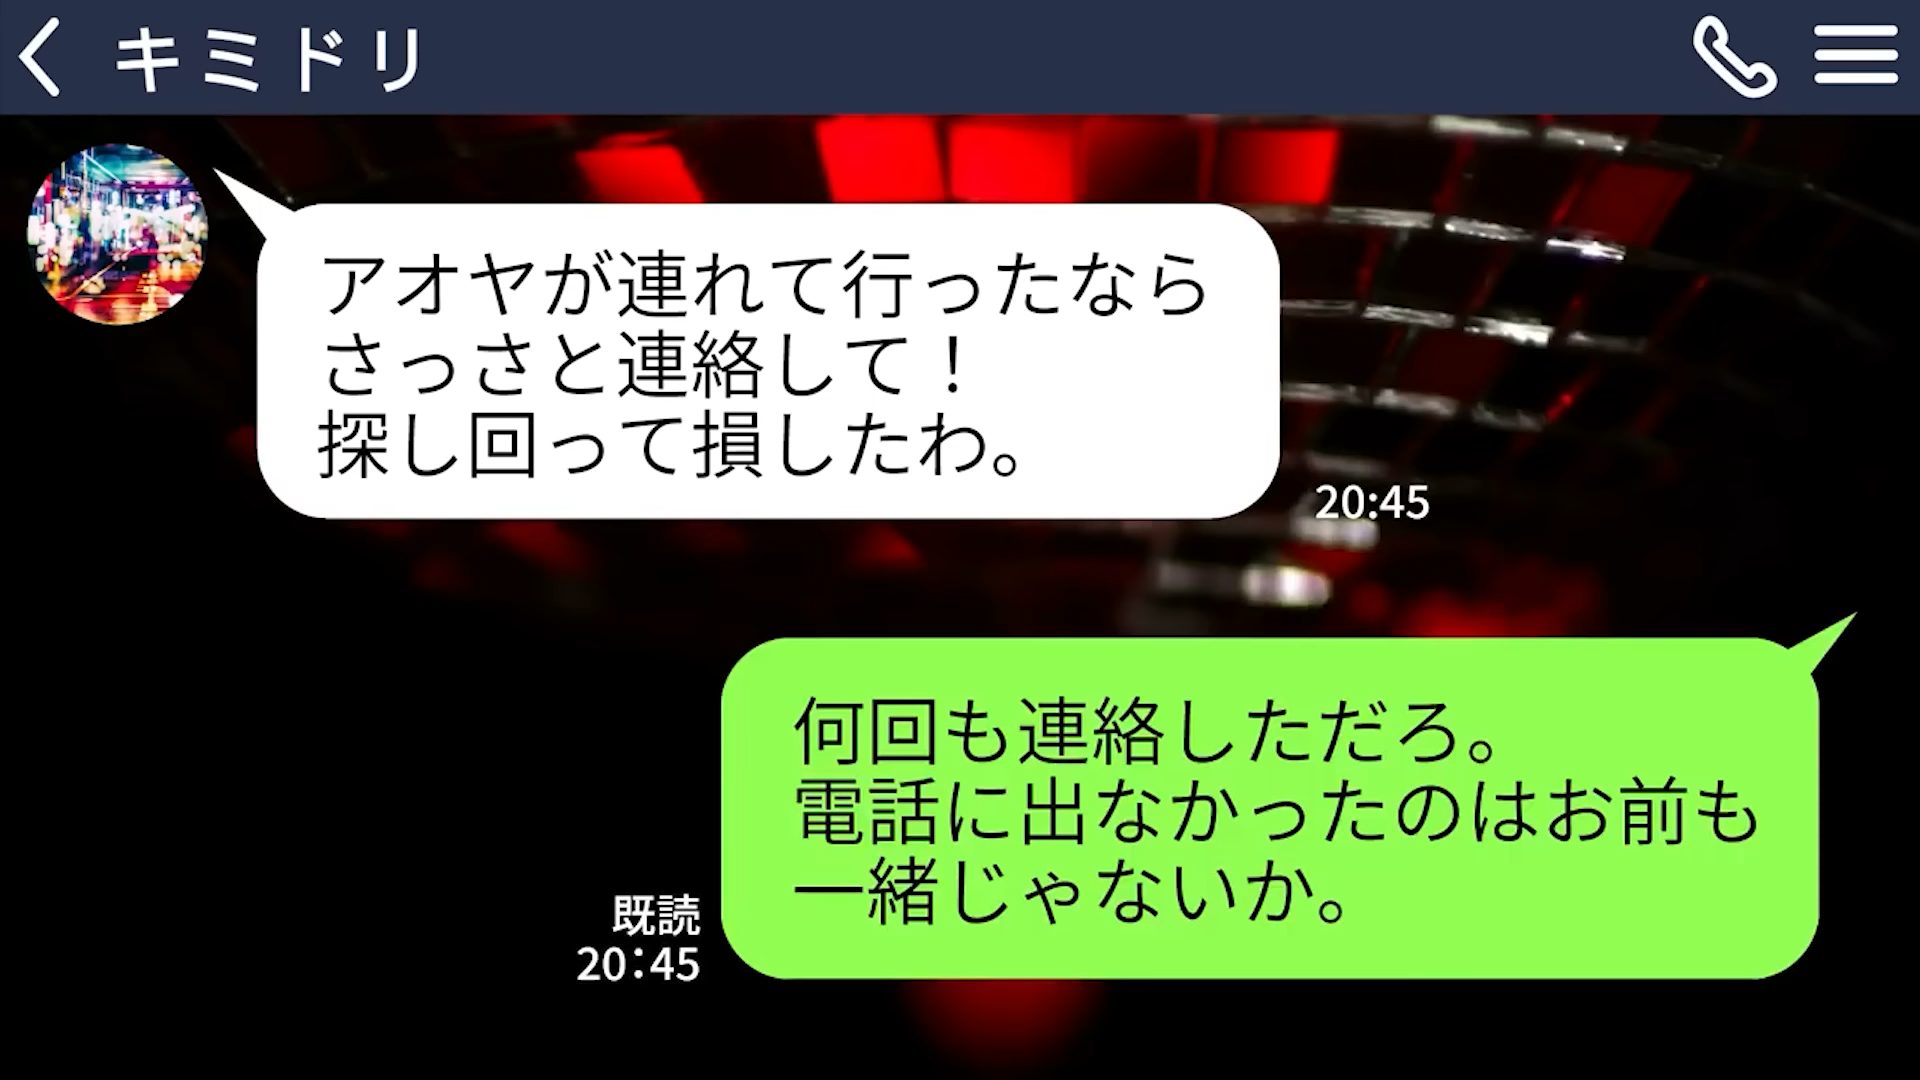 キミドリ
アオヤが連れて行ったなら
さっさと連絡して！
探し回って損したわ。
20:45
何回も連絡しただろ。
電話に出なかったのはお前も
一緒じゃないか。
既読
20:45